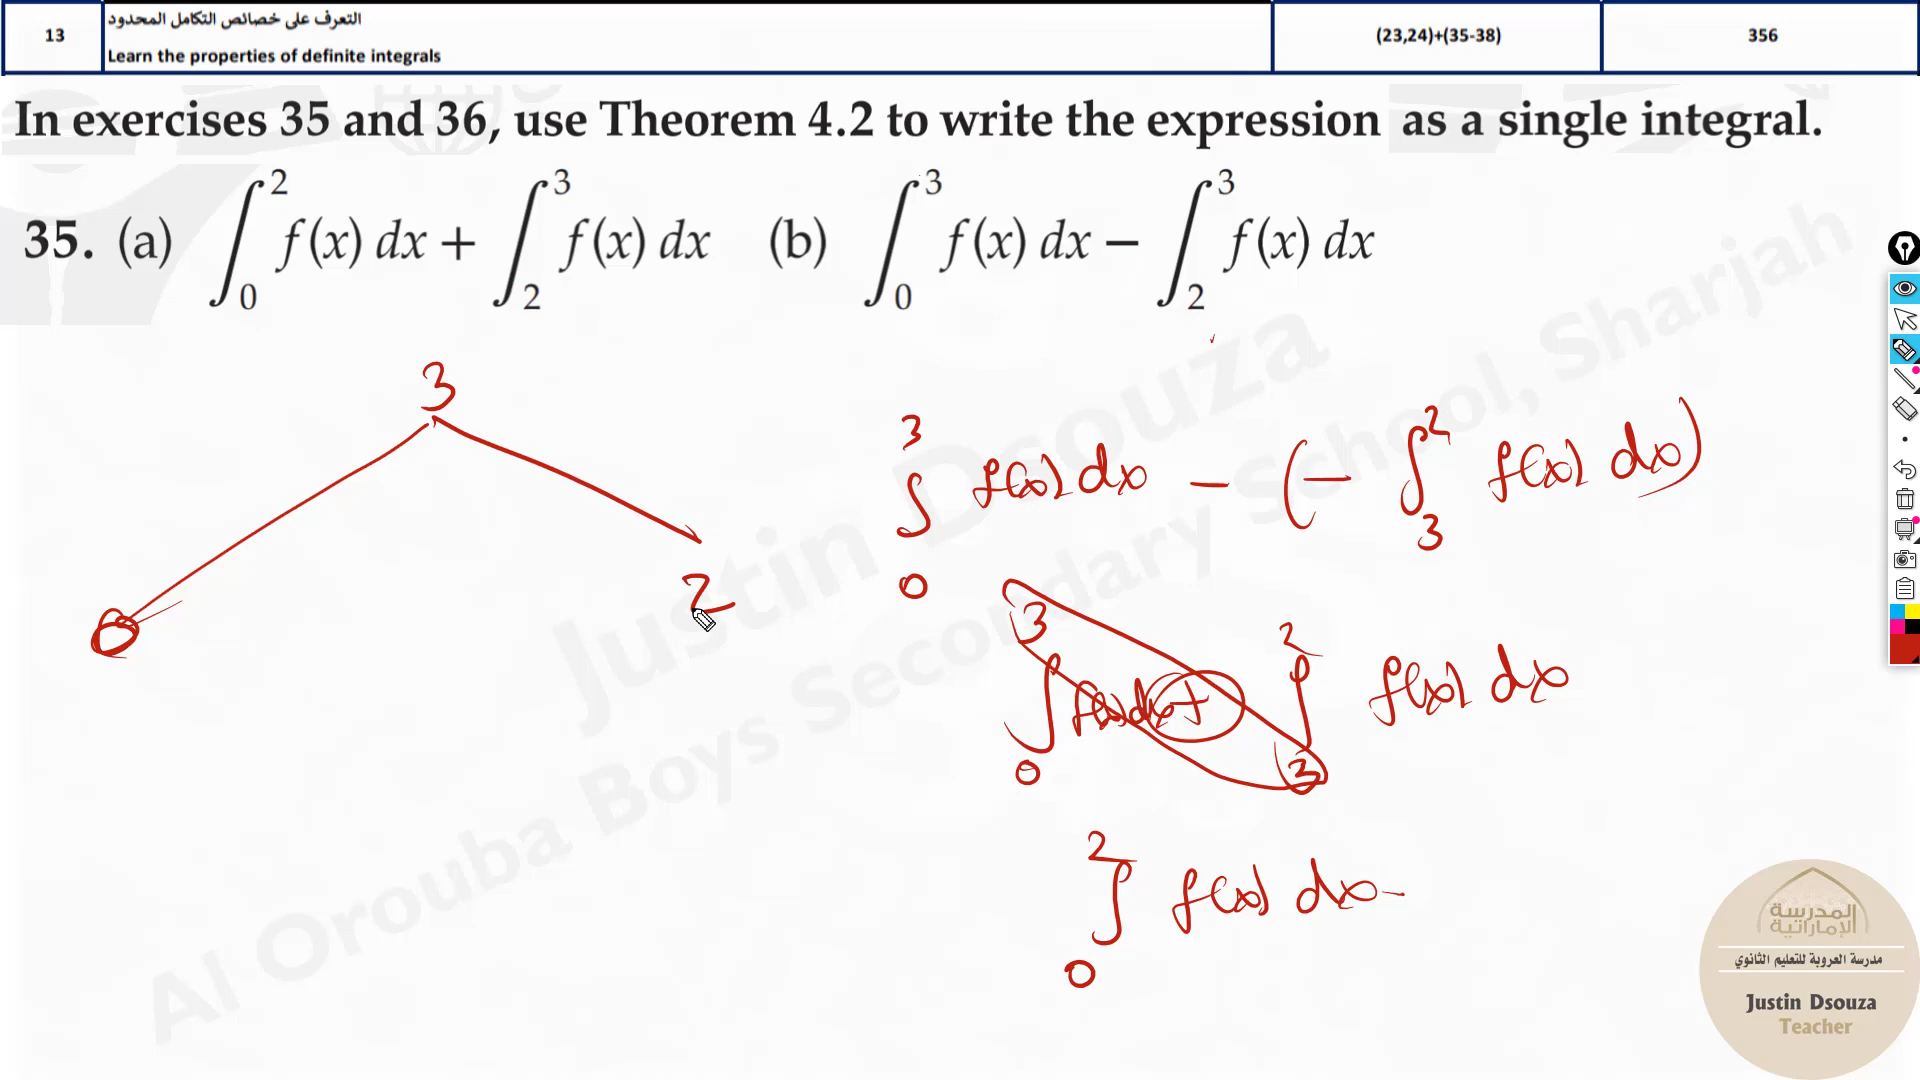 13
التعرف على خصائص التكامل المحدود
Learn the properties of definite integrals
(23,24)+(35-38)
356
In exercises 35 and 36, use Theorem 4.2 to write the expression as a single integral.
35. (a) ∫₀² f(x) dx + ∫₂³ f(x) dx (b) ∫₀³ f(x) dx − ∫₂³ f(x) dx
3
0
2
∫₀³ f(x) dx − (− ∫₃² f(x) dx)
∫₀³ f(x) dx + ∫₃² f(x) dx
∫₀² f(x) dx
Justin Dsouza
Al Orouba Boys Secondary School, Sharjah
المدرسة
الإماراتية
مدرسة العروبة للتعليم الثانوي
Justin Dsouza
Teacher